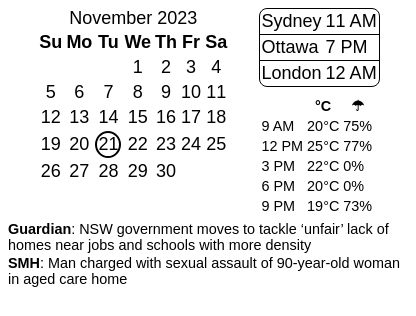 November 2023
Su Mo Tu We Th Fr Sa
1 2 3 4
5 6 7 8 9 10 11
12 13 14 15 16 17 18
19 20 21 22 23 24 25
26 27 28 29 30
Sydney 11 AM
Ottawa 7 PM
London 12 AM
°C ☂
9 AM 20°C 75%
12 PM 25°C 77%
3 PM 22°C 0%
6 PM 20°C 0%
9 PM 19°C 73%
Guardian: NSW government moves to tackle ‘unfair’ lack of
homes near jobs and schools with more density
SMH: Man charged with sexual assault of 90-year-old woman
in aged care home